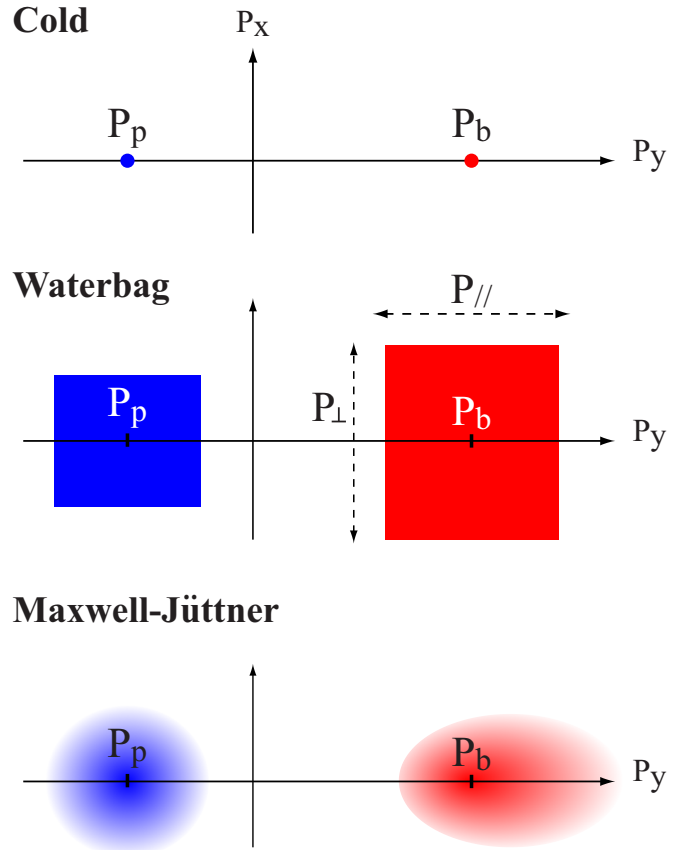 Cold
Px
Pp
Pb
Py
Waterbag
P//
P⊥
Pp
Pb
Py
Maxwell-Jüttner
Pp
Pb
Py